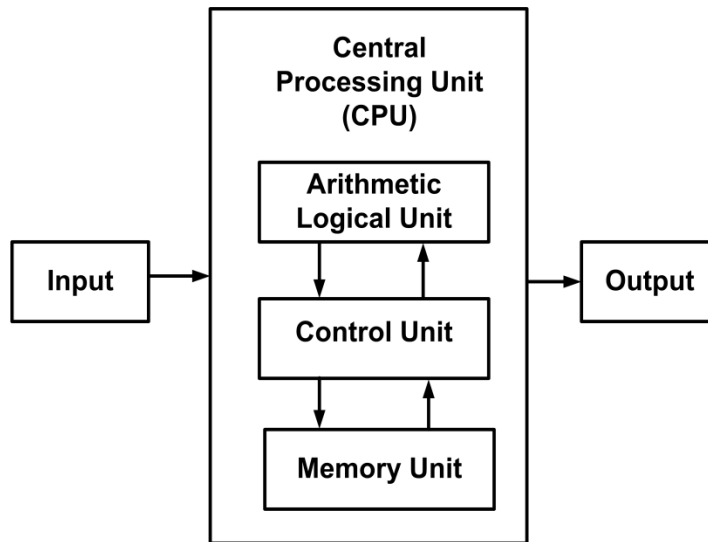 Central
Processing Unit
(CPU)
Arithmetic
Logical Unit
Input
Control Unit
Output
Memory Unit